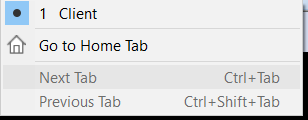 1 Client
Go to Home Tab
Next Tab Ctrl+Tab
Previous Tab Ctrl+Shift+Tab